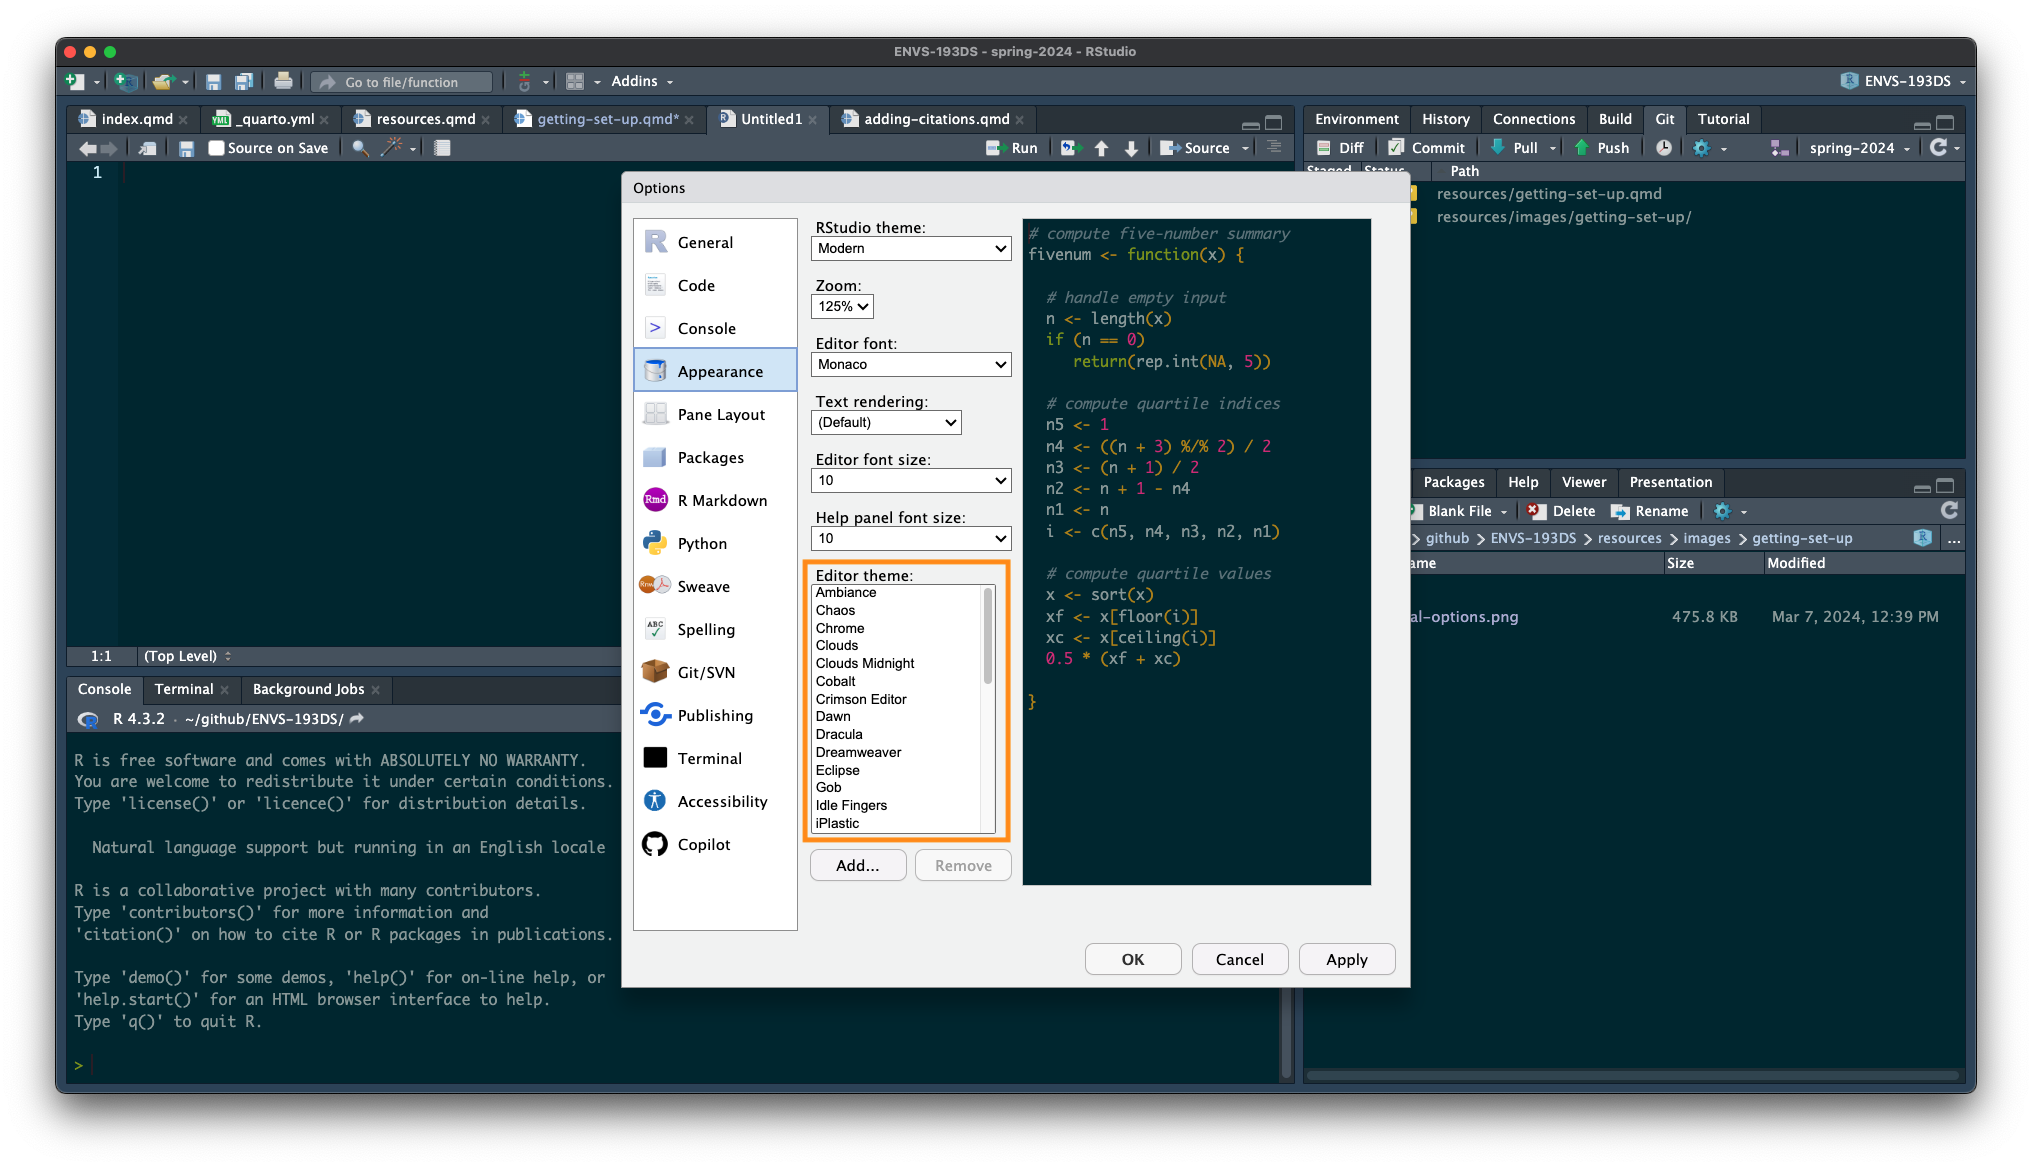 ENVS-193DS - spring-2024 - RStudio
Go to file/function
Addins
ENVS-193DS
index.qmd
_quarto.yml
resources.qmd
getting-set-up.qmd*
Untitled1
adding-citations.qmd
Source on Save
Run
Source
1
1:1
(Top Level)
Console
Terminal
Background Jobs
R 4.3.2 · ~/github/ENVS-193DS/
R is free software and comes with ABSOLUTELY NO WARRANTY.
You are welcome to redistribute it under certain conditions.
Type 'license()' or 'licence()' for distribution details.
Natural language support but running in an English locale
R is a collaborative project with many contributors.
Type 'contributors()' for more information and
'citation()' on how to cite R or R packages in publications.
Type 'demo()' for some demos, 'help()' for on-line help, or
'help.start()' for an HTML browser interface to help.
Type 'q()' to quit R.
>
Options
General
Code
Console
Appearance
Pane Layout
Packages
Rmd R Markdown
Python
Sweave
ABC Spelling
Git/SVN
Publishing
Terminal
Accessibility
Copilot
RStudio theme:
Modern
Zoom:
125%
Editor font:
Monaco
Text rendering:
(Default)
Editor font size:
10
Help panel font size:
10
Editor theme:
Ambiance
Chaos
Chrome
Clouds
Clouds Midnight
Cobalt
Crimson Editor
Dawn
Dracula
Dreamweaver
Eclipse
Gob
Idle Fingers
iPlastic
Add...
Remove
# compute five-number summary
fivenum <- function(x) {
# handle empty input
n <- length(x)
if (n == 0)
return(rep.int(NA, 5))
# compute quartile indices
n5 <- 1
n4 <- ((n + 3) %/% 2) / 2
n3 <- (n + 1) / 2
n2 <- n + 1 - n4
n1 <- n
i <- c(n5, n4, n3, n2, n1)
# compute quartile values
x <- sort(x)
xf <- x[floor(i)]
xc <- x[ceiling(i)]
0.5 * (xf + xc)
}
OK
Cancel
Apply
Environment
History
Connections
Build
Git
Tutorial
Diff
Commit
Pull
Push
spring-2024
Staged
Status
Path
resources/getting-set-up.qmd
resources/images/getting-set-up/
Packages
Help
Viewer
Presentation
Blank File
Delete
Rename
github
ENVS-193DS
resources
images
getting-set-up
...
ame
Size
Modified
al-options.png
475.8 KB
Mar 7, 2024, 12:39 PM